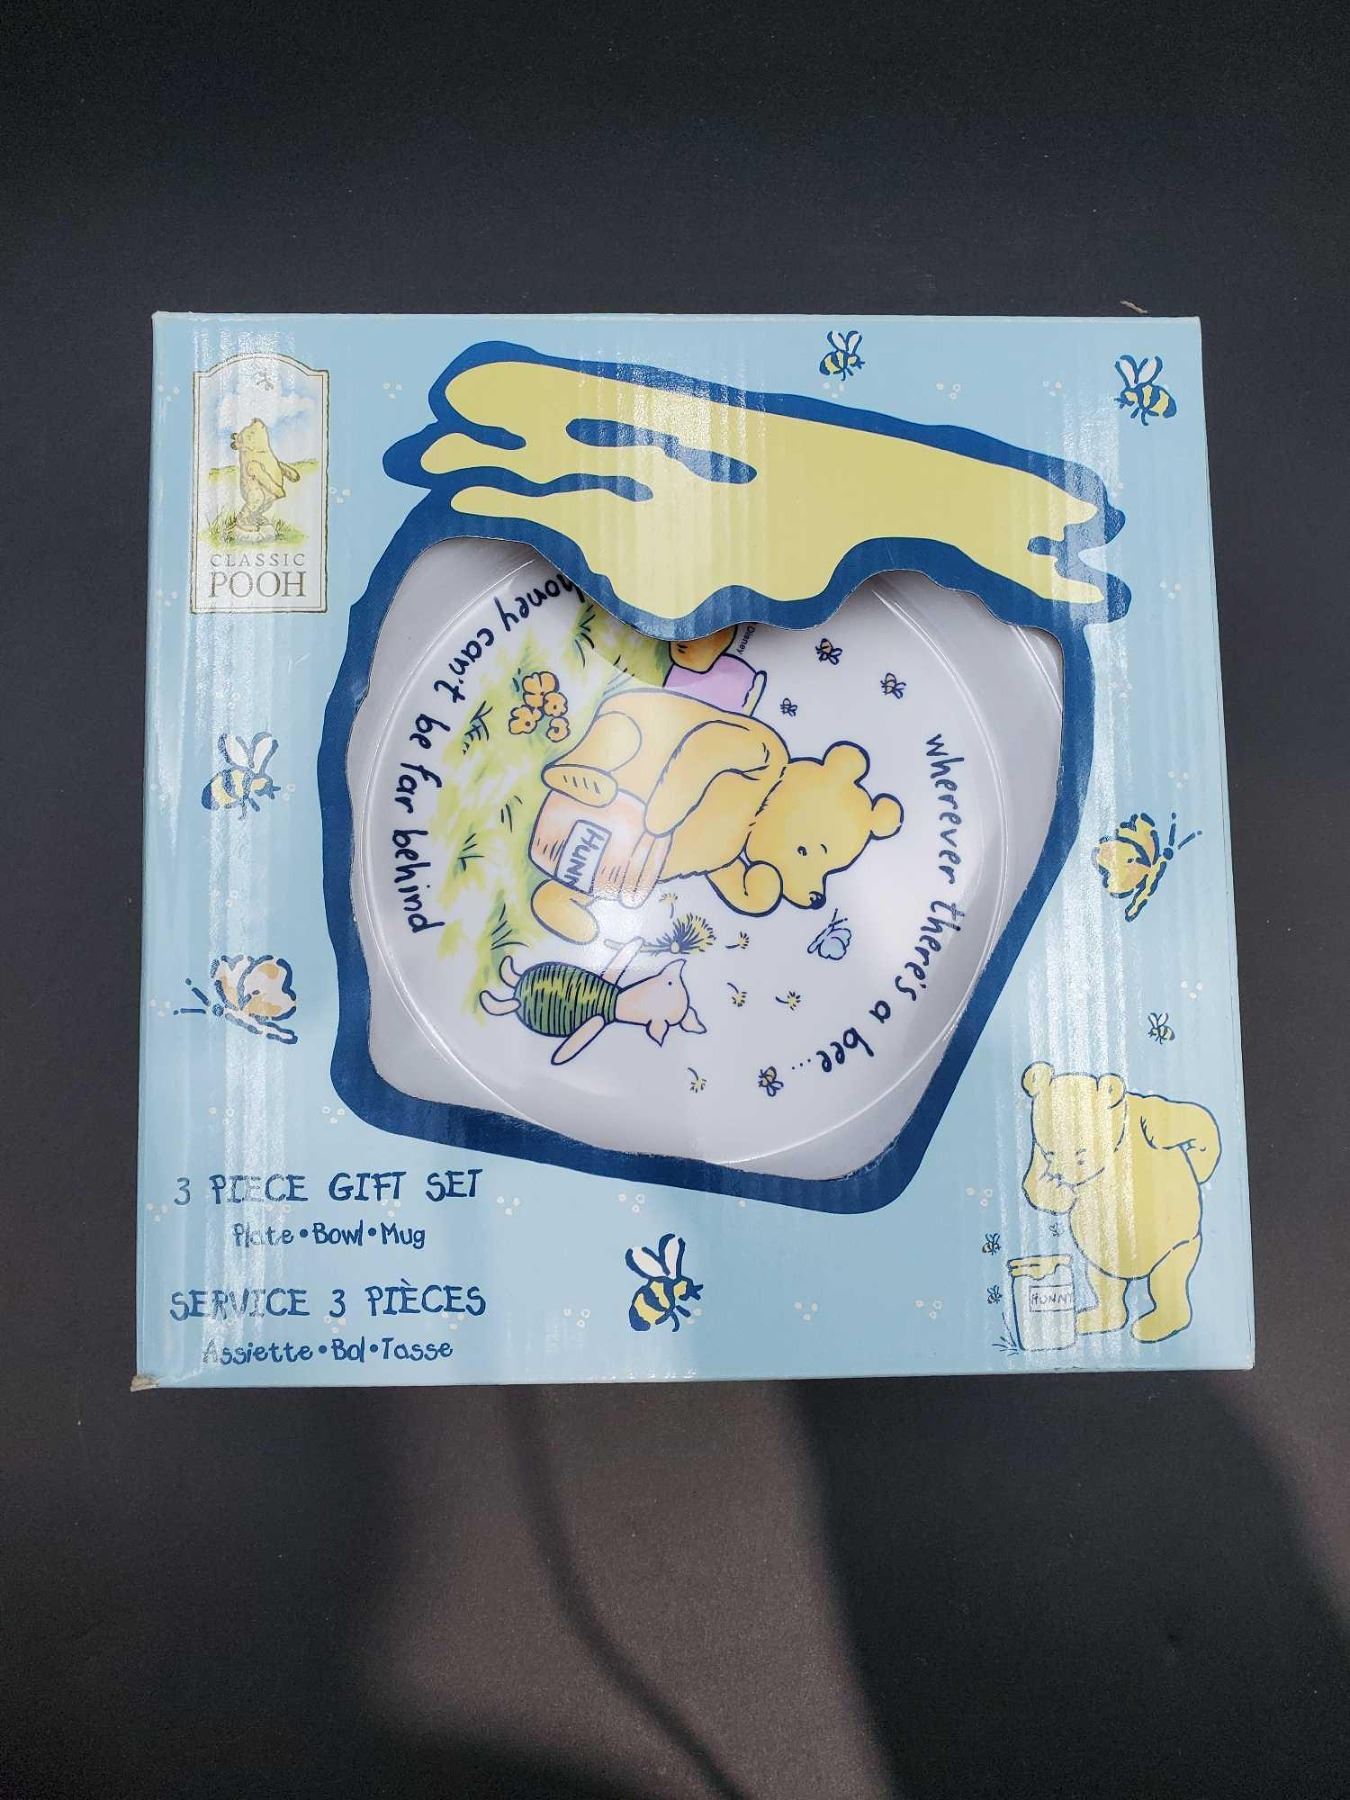 CLASSIC
POOH
wherever there's a bee...
honey can't be far behind
Disney
HUNN
3 PIECE GIFT SET
Plate • Bowl • Mug
SERVICE 3 PIÈCES
Assiette • Bol • Tasse
HUNNY